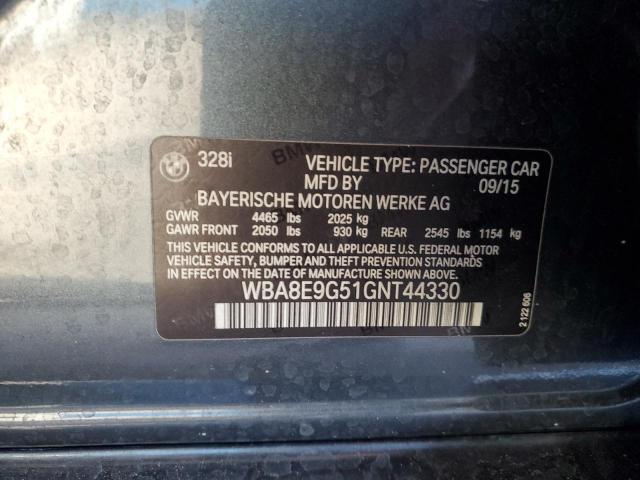 328i VEHICLE TYPE: PASSENGER CAR
MFD BY 09/15
BAYERISCHE MOTOREN WERKE AG
GVWR 4465 lbs 2025 kg
GAWR FRONT 2050 lbs 930 kg REAR 2545 lbs 1154 kg
THIS VEHICLE CONFORMS TO ALL APPLICABLE U.S. FEDERAL MOTOR
VEHICLE SAFETY, BUMPER AND THEFT PREVENTION STANDARDS
IN EFFECT ON THE DATE OF MANUFACTURE SHOWN ABOVE.
WBA8E9G51GNT44330
2 122 606